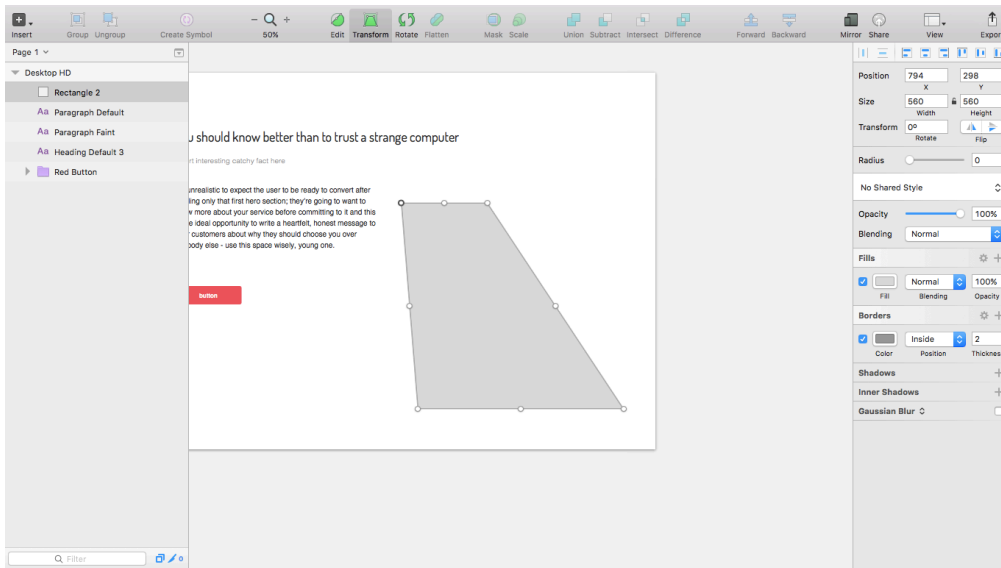 Insert Group Ungroup Create Symbol - 50% + Edit Transform Rotate Flatten Mask Scale Union Subtract Intersect Difference Forward Backward Mirror Share View Expor
Page 1
Desktop HD
Rectangle 2
Aa Paragraph Default
Aa Paragraph Faint
Aa Heading Default 3
Red Button
Filter
0
u should know better than to trust a strange computer
rt interesting catchy fact here
unrealistic to expect the user to be ready to convert after
ing only that first hero section; they're going to want to
w more about your service before committing to it and this
e ideal opportunity to write a heartfelt, honest message to
r customers about why they should choose you over
body else - use this space wisely, young one.
button
Position 794 298
X Y
Size 560 560
Width Height
Transform 0º
Rotate Flip
Radius 0
No Shared Style
Opacity 100%
Blending Normal
Fills
Normal 100%
Fill Blending Opacity
Borders
Inside 2
Color Position Thicknes
Shadows
Inner Shadows
Gaussian Blur